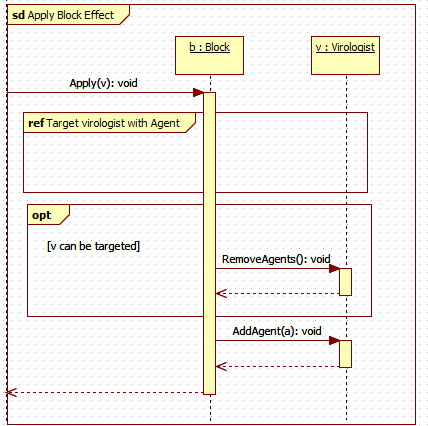 sd Apply Block Effect
b : Block
v : Virologist
Apply(v): void
ref Target virologist with Agent
opt
[v can be targeted]
RemoveAgents(): void
AddAgent(a): void